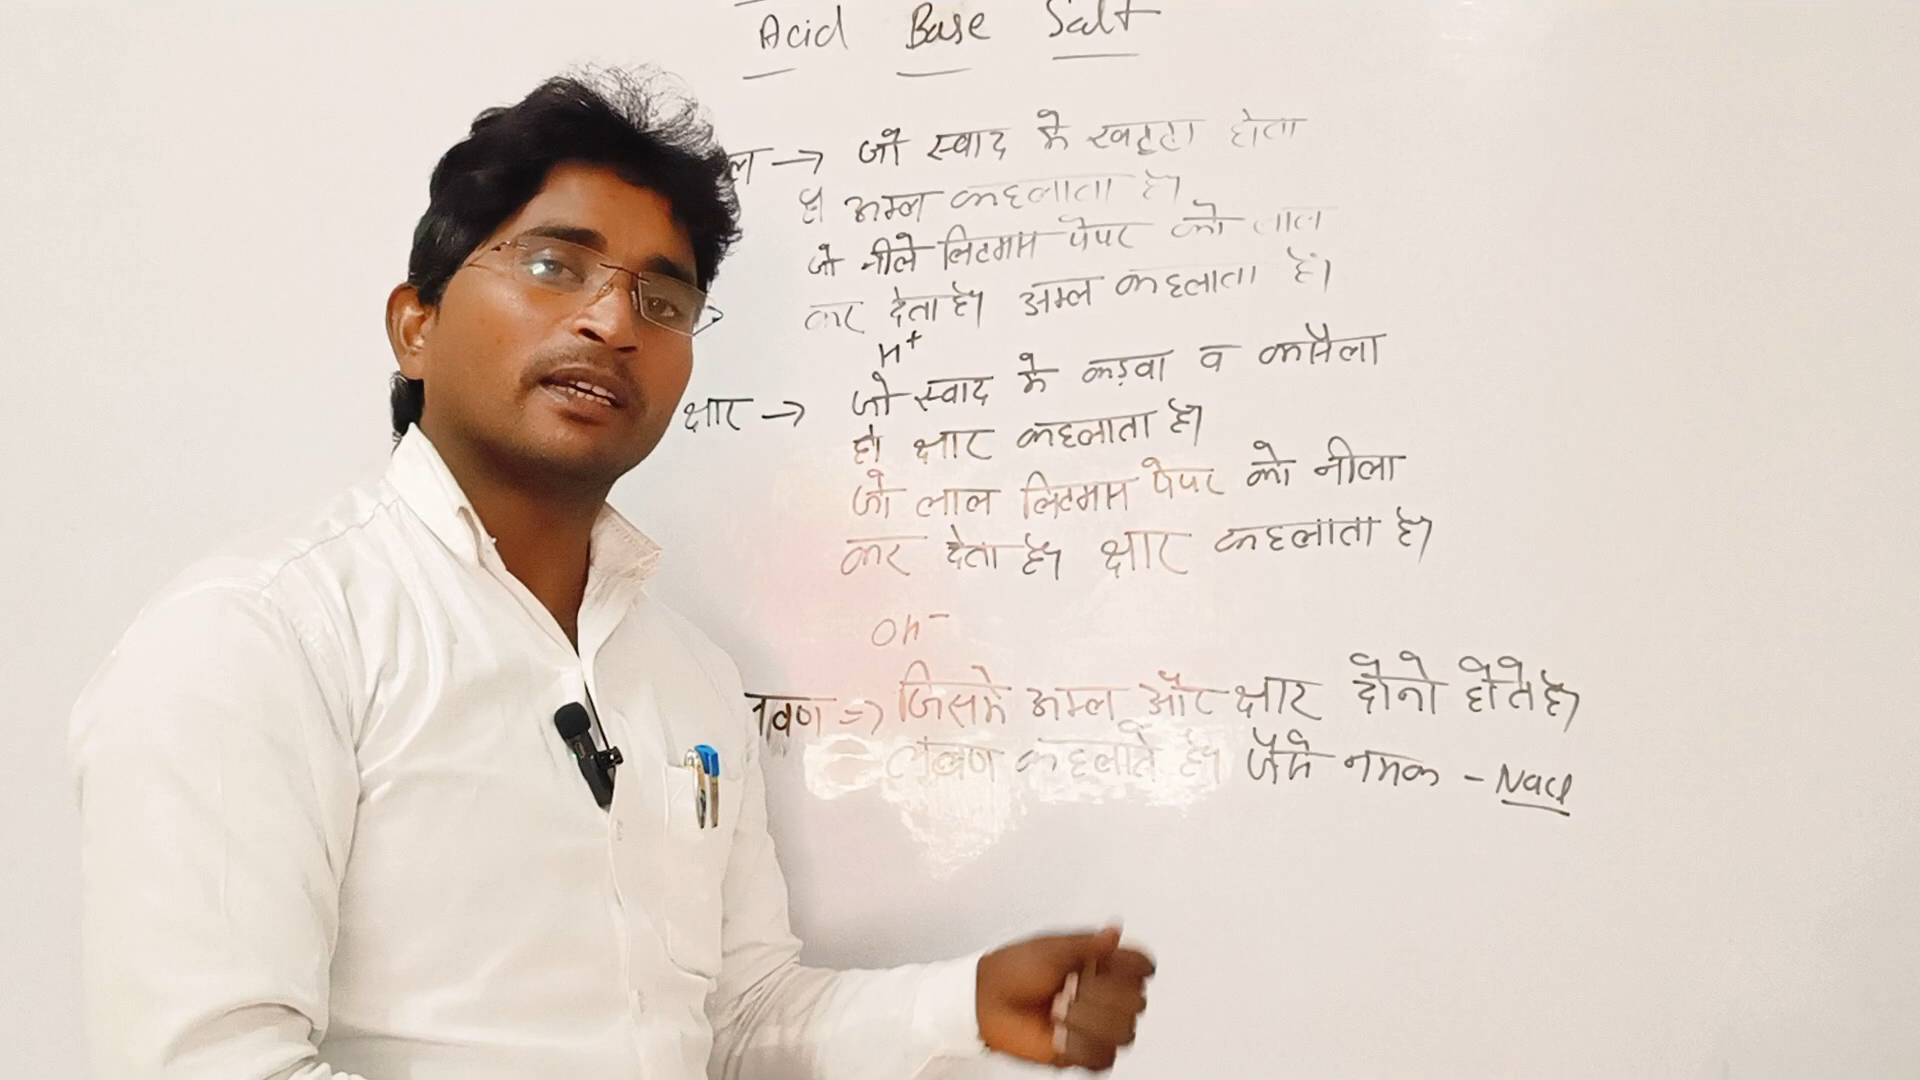 Acid Base Salt
ल → जो स्वाद मे खट्टा होता
हो अम्ल कहलाता है।
जो नीले लिटमस पेपर को लाल
कर देता है। अम्ल कहलाता है।
H+
क्षार → जो स्वाद मे कड़वा व कसैला
हो क्षार कहलाता है।
जो लाल लिटमस पेपर को नीला
कर देता है। क्षार कहलाता है।
OH-
लवण => जिसमे अम्ल और क्षार दोनो होते है।
लवण कहलाते है। जैसे नमक - Nacl